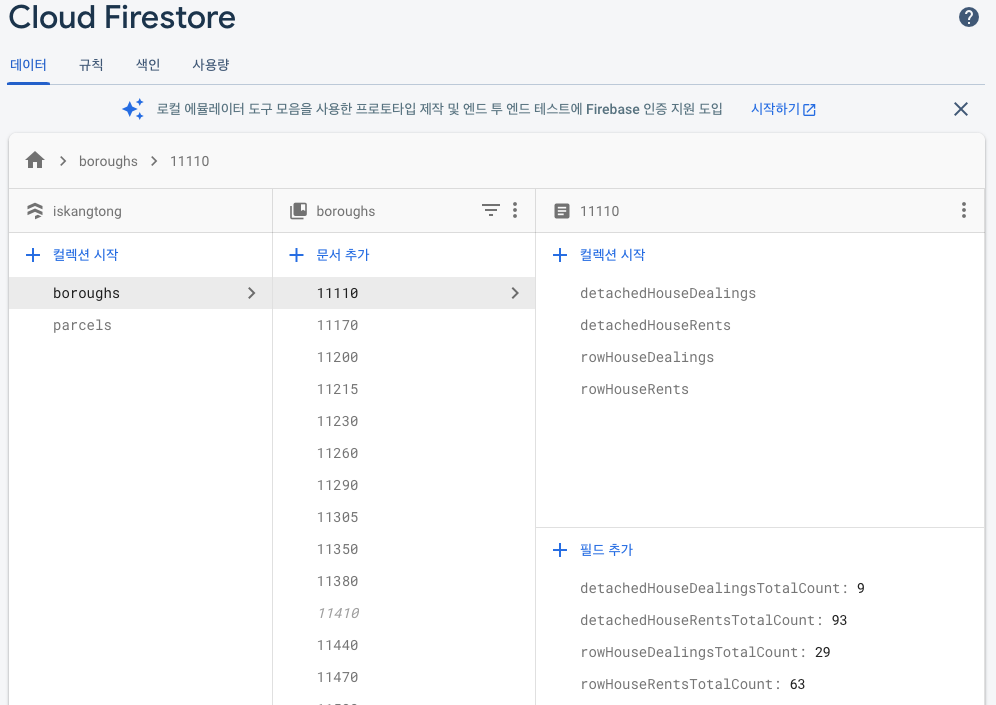 Cloud Firestore
데이터 규칙 색인 사용량
로컬 에뮬레이터 도구 모음을 사용한 프로토타입 제작 및 엔드 투 엔드 테스트에 Firebase 인증 지원 도입 시작하기
boroughs 11110
iskangtong
컬렉션 시작
boroughs
parcels
boroughs
문서 추가
11110
11170
11200
11215
11230
11260
11290
11305
11350
11380
11410
11440
11470
11110
컬렉션 시작
detachedHouseDealings
detachedHouseRents
rowHouseDealings
rowHouseRents
필드 추가
detachedHouseDealingsTotalCount: 9
detachedHouseRentsTotalCount: 93
rowHouseDealingsTotalCount: 29
rowHouseRentsTotalCount: 63